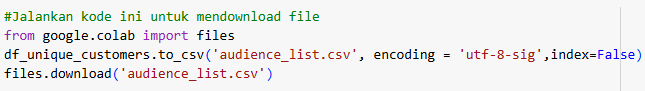 #Jalankan kode ini untuk mendownload file
from google.colab import files
df_unique_customers.to_csv('audience_list.csv', encoding = 'utf-8-sig',index=False)
files.download('audience_list.csv')